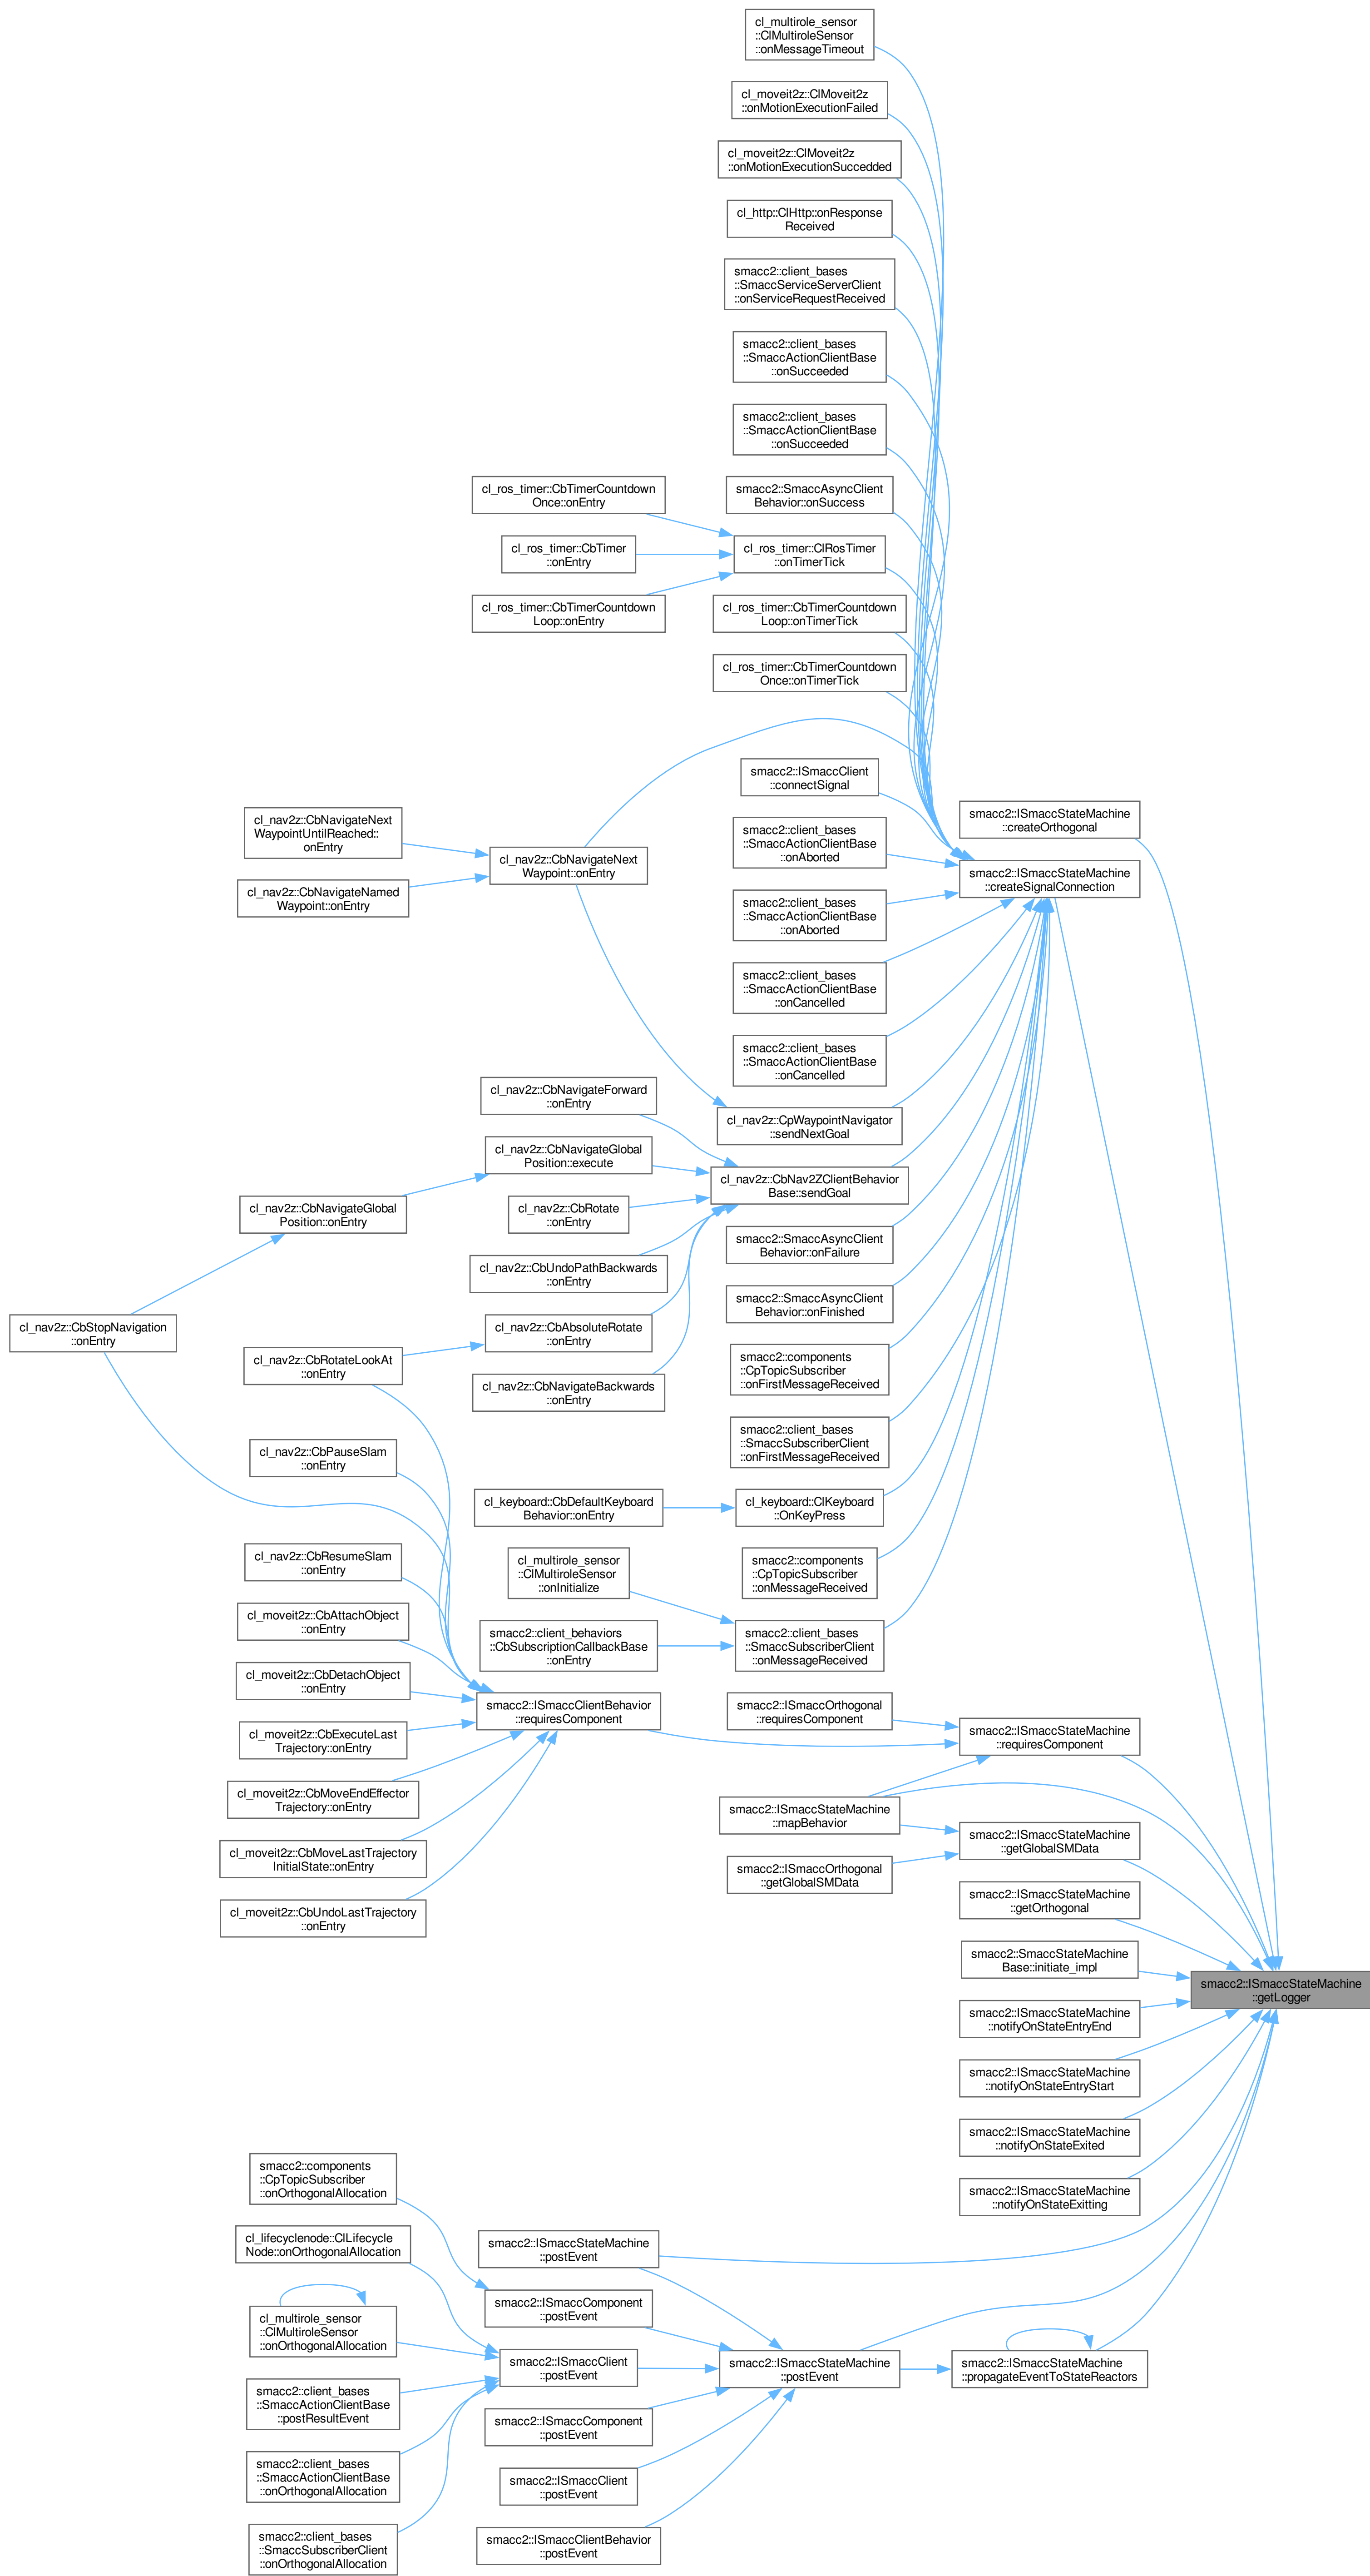 cl_multirole_sensor
::ClMultiroleSensor
::onMessageTimeout
cl_moveit2z::ClMoveit2z
::onMotionExecutionFailed
cl_moveit2z::ClMoveit2z
::onMotionExecutionSuccedded
cl_http::ClHttp::onResponse
Received
smacc2::client_bases
::SmaccServiceServerClient
::onServiceRequestReceived
smacc2::client_bases
::SmaccActionClientBase
::onSucceeded
smacc2::client_bases
::SmaccActionClientBase
::onSucceeded
cl_ros_timer::CbTimerCountdown
Once::onEntry
smacc2::SmaccAsyncClient
Behavior::onSuccess
cl_ros_timer::CbTimer
::onEntry
cl_ros_timer::ClRosTimer
::onTimerTick
cl_ros_timer::CbTimerCountdown
Loop::onEntry
cl_ros_timer::CbTimerCountdown
Loop::onTimerTick
cl_ros_timer::CbTimerCountdown
Once::onTimerTick
smacc2::ISmaccClient
::connectSignal
cl_nav2z::CbNavigateNext
WaypointUntilReached::
onEntry
smacc2::client_bases
::SmaccActionClientBase
::onAborted
smacc2::ISmaccStateMachine
::createOrthogonal
cl_nav2z::CbNavigateNext
Waypoint::onEntry
smacc2::ISmaccStateMachine
::createSignalConnection
cl_nav2z::CbNavigateNamed
Waypoint::onEntry
smacc2::client_bases
::SmaccActionClientBase
::onAborted
smacc2::client_bases
::SmaccActionClientBase
::onCancelled
smacc2::client_bases
::SmaccActionClientBase
::onCancelled
cl_nav2z::CbNavigateForward
::onEntry
cl_nav2z::CpWaypointNavigator
::sendNextGoal
cl_nav2z::CbNavigateGlobal
Position::execute
cl_nav2z::CbNav2ZClientBehavior
Base::sendGoal
cl_nav2z::CbNavigateGlobal
Position::onEntry
cl_nav2z::CbRotate
::onEntry
smacc2::SmaccAsyncClient
Behavior::onFailure
cl_nav2z::CbUndoPathBackwards
::onEntry
smacc2::SmaccAsyncClient
Behavior::onFinished
cl_nav2z::CbStopNavigation
::onEntry
cl_nav2z::CbAbsoluteRotate
::onEntry
cl_nav2z::CbRotateLookAt
::onEntry
smacc2::components
::CpTopicSubscriber
::onFirstMessageReceived
cl_nav2z::CbNavigateBackwards
::onEntry
cl_nav2z::CbPauseSlam
::onEntry
smacc2::client_bases
::SmaccSubscriberClient
::onFirstMessageReceived
cl_keyboard::CbDefaultKeyboard
Behavior::onEntry
cl_keyboard::ClKeyboard
::OnKeyPress
cl_nav2z::CbResumeSlam
::onEntry
cl_multirole_sensor
::ClMultiroleSensor
::onInitialize
smacc2::components
::CpTopicSubscriber
::onMessageReceived
cl_moveit2z::CbAttachObject
::onEntry
smacc2::client_behaviors
::CbSubscriptionCallbackBase
::onEntry
smacc2::client_bases
::SmaccSubscriberClient
::onMessageReceived
cl_moveit2z::CbDetachObject
::onEntry
smacc2::ISmaccClientBehavior
::requiresComponent
smacc2::ISmaccOrthogonal
::requiresComponent
cl_moveit2z::CbExecuteLast
Trajectory::onEntry
smacc2::ISmaccStateMachine
::requiresComponent
cl_moveit2z::CbMoveEndEffector
Trajectory::onEntry
smacc2::ISmaccStateMachine
::mapBehavior
cl_moveit2z::CbMoveLastTrajectory
InitialState::onEntry
smacc2::ISmaccStateMachine
::getGlobalSMData
smacc2::ISmaccOrthogonal
::getGlobalSMData
cl_moveit2z::CbUndoLastTrajectory
::onEntry
smacc2::ISmaccStateMachine
::getOrthogonal
smacc2::SmaccStateMachine
Base::initiate_impl
smacc2::ISmaccStateMachine
::getLogger
smacc2::ISmaccStateMachine
::notifyOnStateEntryEnd
smacc2::ISmaccStateMachine
::notifyOnStateEntryStart
smacc2::ISmaccStateMachine
::notifyOnStateExited
smacc2::components
::CpTopicSubscriber
::onOrthogonalAllocation
smacc2::ISmaccStateMachine
::notifyOnStateExitting
cl_lifecyclenode::ClLifecycle
Node::onOrthogonalAllocation
smacc2::ISmaccStateMachine
::postEvent
cl_multirole_sensor
::ClMultiroleSensor
::onOrthogonalAllocation
smacc2::ISmaccComponent
::postEvent
smacc2::ISmaccClient
::postEvent
smacc2::ISmaccStateMachine
::postEvent
smacc2::ISmaccStateMachine
::propagateEventToStateReactors
smacc2::client_bases
::SmaccActionClientBase
::postResultEvent
smacc2::ISmaccComponent
::postEvent
smacc2::client_bases
::SmaccActionClientBase
::onOrthogonalAllocation
smacc2::ISmaccClient
::postEvent
smacc2::client_bases
::SmaccSubscriberClient
::onOrthogonalAllocation
smacc2::ISmaccClientBehavior
::postEvent